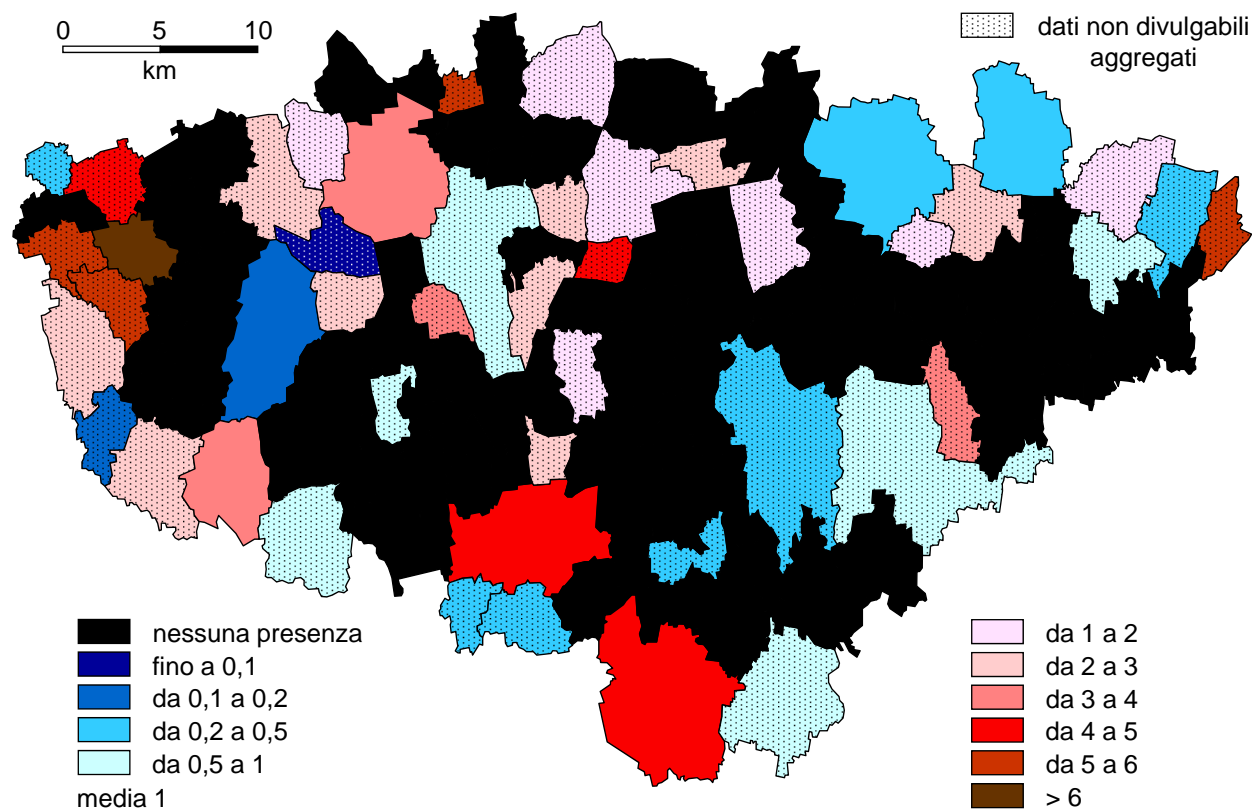 0 5 10
km
dati non divulgabili
aggregati
nessuna presenza
fino a 0,1
da 0,1 a 0,2
da 0,2 a 0,5
da 0,5 a 1
media 1
da 1 a 2
da 2 a 3
da 3 a 4
da 4 a 5
da 5 a 6
> 6